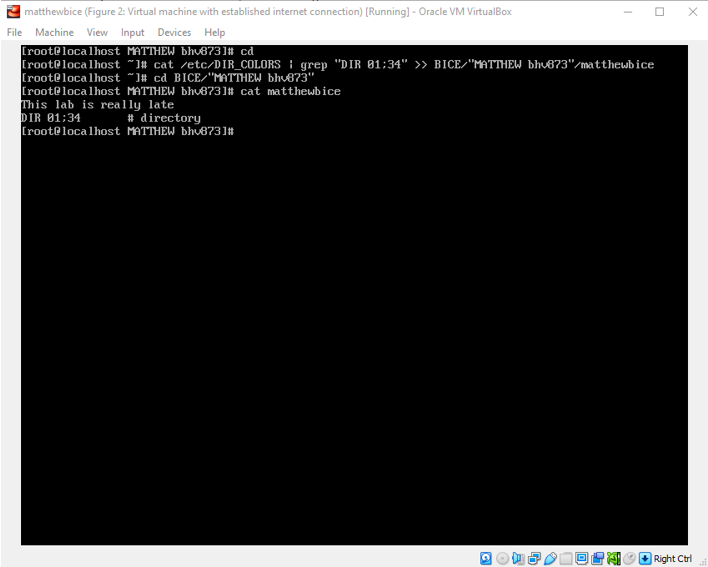 matthewbice (Figure 2: Virtual machine with established internet connection) [Running] - Oracle VM VirtualBox
File Machine View Input Devices Help
[root@localhost MATTHEW bhv873]# cd
[root@localhost ~]# cat /etc/DIR_COLORS | grep "DIR 01;34" >> BICE/"MATTHEW bhv873"/matthewbice
[root@localhost ~]# cd BICE/"MATTHEW bhv873"
[root@localhost MATTHEW bhv873]# cat matthewbice
This lab is really late
DIR 01;34 # directory
[root@localhost MATTHEW bhv873]#
Right Ctrl